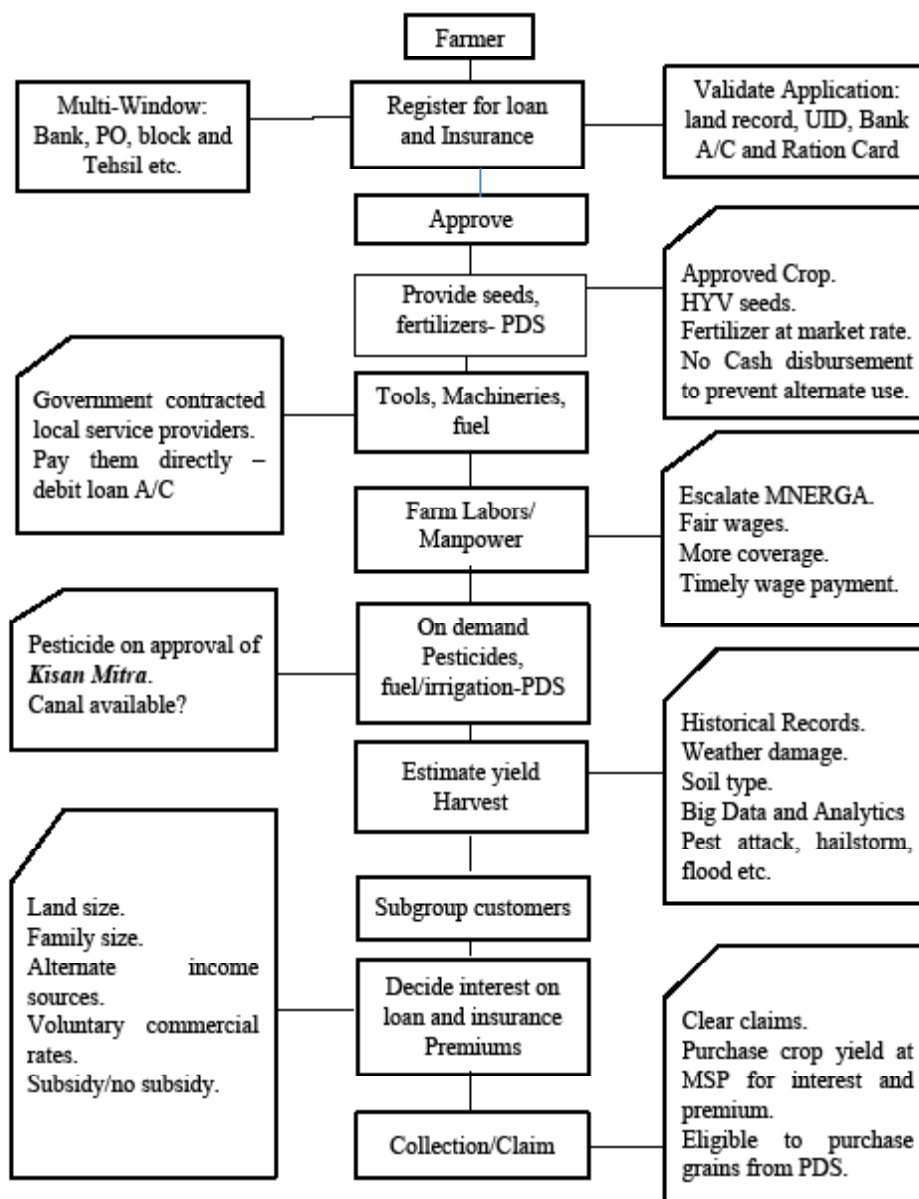 Farmer
Multi-Window:
Bank, PO, block and
Tehsil etc.
Register for loan
and Insurance
Validate Application:
land record, UID, Bank
A/C and Ration Card
Approve
Provide seeds,
fertilizers- PDS
Approved Crop.
HYV seeds.
Fertilizer at market rate.
No Cash disbursement
to prevent alternate use.
Government contracted
local service providers.
Pay them directly –
debit loan A/C
Tools, Machineries,
fuel
Farm Labors/
Manpower
Escalate MNERGA.
Fair wages.
More coverage.
Timely wage payment.
Pesticide on approval of
Kisan Mitra.
Canal available?
On demand
Pesticides,
fuel/irrigation-PDS
Estimate yield
Harvest
Historical Records.
Weather damage.
Soil type.
Big Data and Analytics
Pest attack, hailstorm,
flood etc.
Subgroup customers
Land size.
Family size.
Alternate income
sources.
Voluntary commercial
rates.
Subsidy/no subsidy.
Decide interest on
loan and insurance
Premiums
Collection/Claim
Clear claims.
Purchase crop yield at
MSP for interest and
premium.
Eligible to purchase
grains from PDS.